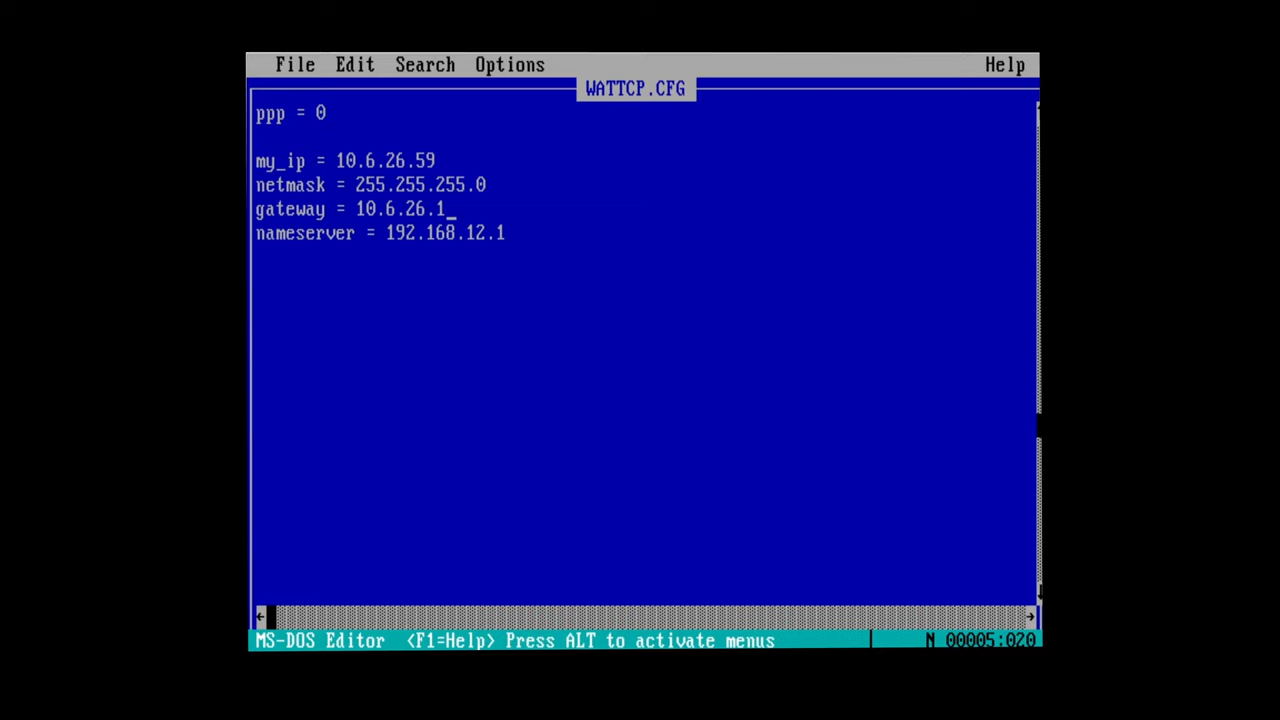 File Edit Search Options Help
WATTCP.CFG
ppp = 0
my_ip = 10.6.26.59
netmask = 255.255.255.0
gateway = 10.6.26.1_
nameserver = 192.168.12.1
MS-DOS Editor <F1=Help> Press ALT to activate menus N 00005:020